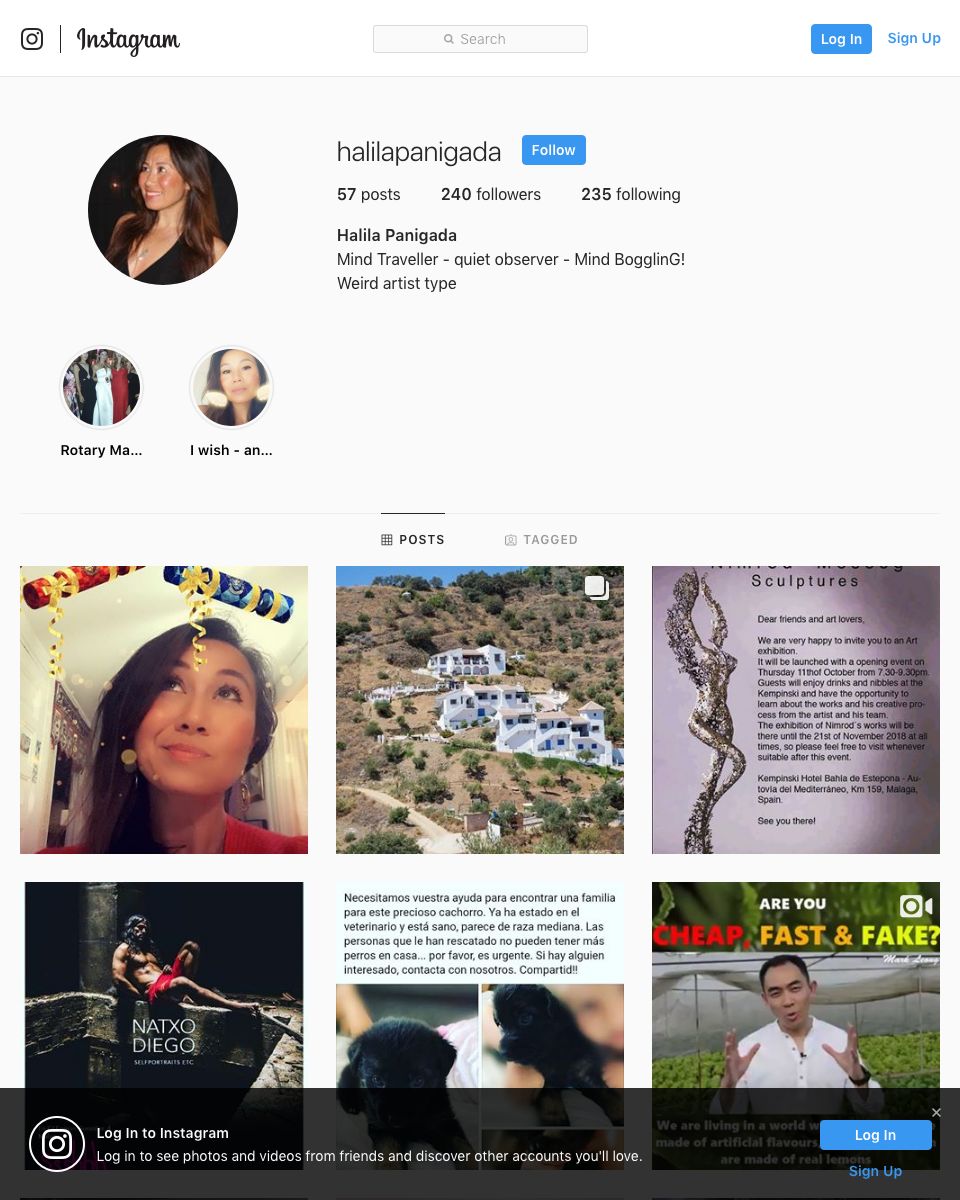 Instagram
Search
Log In
Sign Up
halilapanigada
Follow
57 posts
240 followers
235 following
Halila Panigada
Mind Traveller - quiet observer - Mind BogglinG!
Weird artist type
Rotary Ma...
I wish - an...
POSTS
TAGGED
Sculptures
Dear friends and art lovers,
We are very happy to invite you to an Art
exhibition.
It will be launched with a opening event on
Thursday 11thof October from 7.30-9.30pm.
Guests will enjoy drinks and nibbles at the
Kempinski and have the opportunity to
learn about the works and his creative pro-
cess from the artist and his team.
The exhibition of Nimrod´s works will be
there until the 21st of November 2018 at all
times, so please feel free to visit whenever
suitable after this event.
Kempinski Hotel Bahía de Estepona - Au-
tovía del Mediterráneo, Km 159, Malaga,
Spain.
See you there!
NATXO
DIEGO
SELFPORTRAITS ETC
Necesitamos vuestra ayuda para encontrar una familia
para este precioso cachorro. Ya ha estado en el
veterinario y está sano, parece de raza mediana. Las
personas que le han rescatado no pueden tener más
perros en casa... por favor, es urgente. Si hay alguien
interesado, contacta con nosotros. Compartid!!
ARE YOU
CHEAP, FAST & FAKE?
Mark Leong
We are living in a world w
made of artificial flavours
are made of real lemons
Log In to Instagram
Log in to see photos and videos from friends and discover other accounts you'll love.
Log In
Sign Up